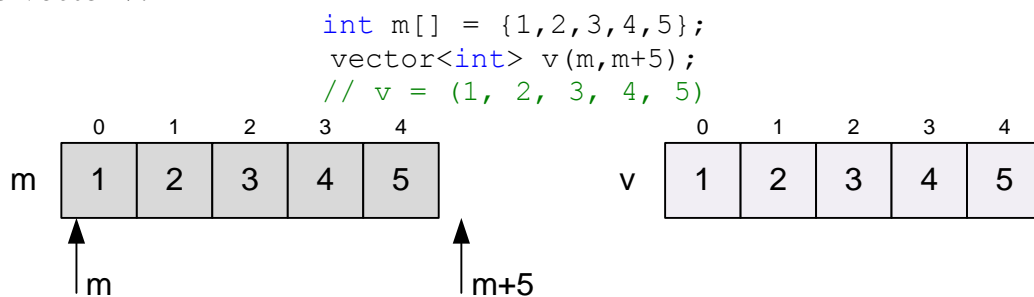 int m[] = {1,2,3,4,5};
vector<int> v(m,m+5);
// v = (1, 2, 3, 4, 5)
0 1 2 3 4 0 1 2 3 4
m 1 2 3 4 5 v 1 2 3 4 5
m m+5